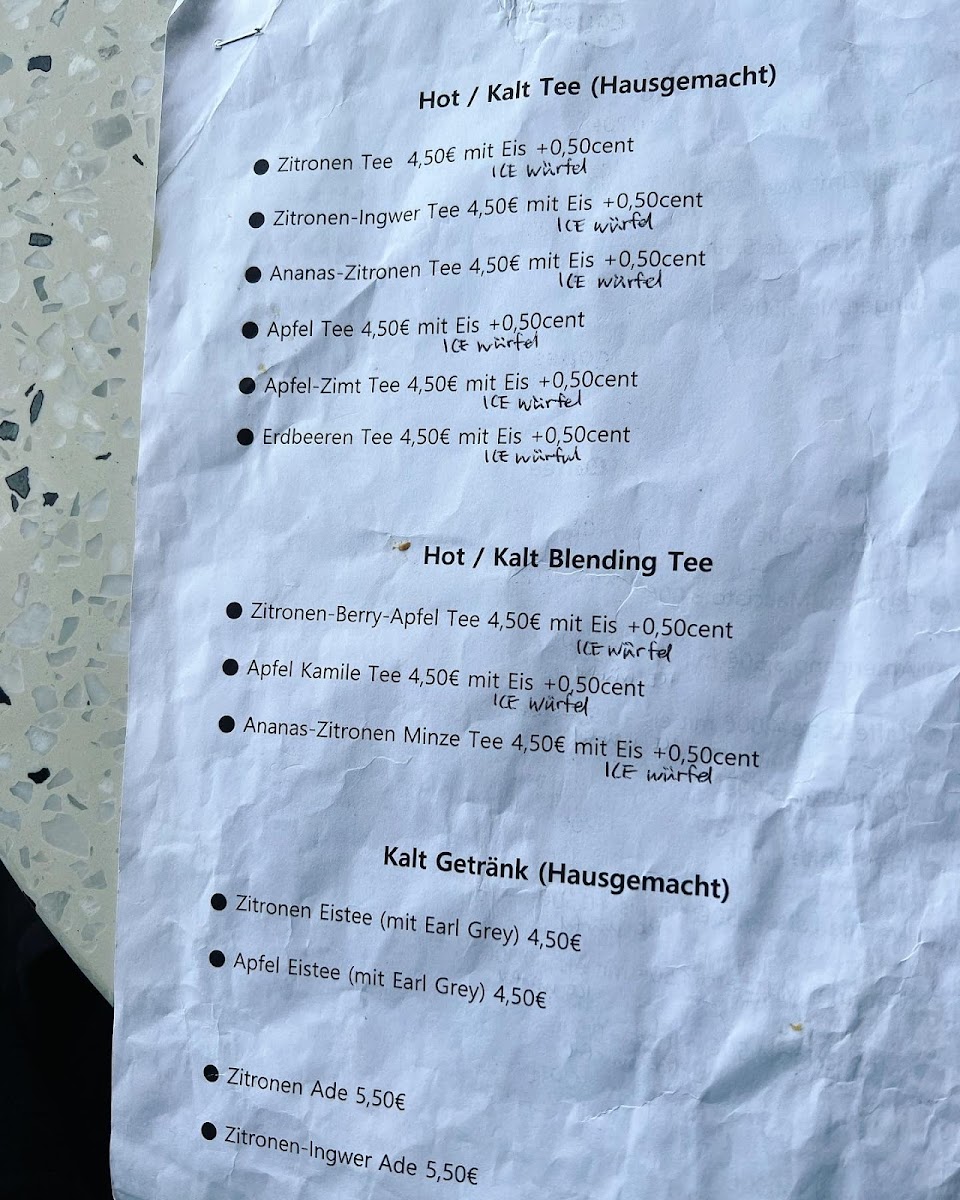 Hot / Kalt Tee (Hausgemacht)
● Zitronen Tee 4,50€ mit Eis +0,50cent
ICE würfel
● Zitronen-Ingwer Tee 4,50€ mit Eis +0,50cent
ICE würfel
● Ananas-Zitronen Tee 4,50€ mit Eis +0,50cent
ICE würfel
● Apfel Tee 4,50€ mit Eis +0,50cent
ICE würfel
● Apfel-Zimt Tee 4,50€ mit Eis +0,50cent
ICE würfel
● Erdbeeren Tee 4,50€ mit Eis +0,50cent
ICE würfel
Hot / Kalt Blending Tee
● Zitronen-Berry-Apfel Tee 4,50€ mit Eis +0,50cent
ICE würfel
● Apfel Kamile Tee 4,50€ mit Eis +0,50cent
ICE würfel
● Ananas-Zitronen Minze Tee 4,50€ mit Eis +0,50cent
ICE würfel
Kalt Getränk (Hausgemacht)
● Zitronen Eistee (mit Earl Grey) 4,50€
● Apfel Eistee (mit Earl Grey) 4,50€
● Zitronen Ade 5,50€
● Zitronen-Ingwer Ade 5,50€